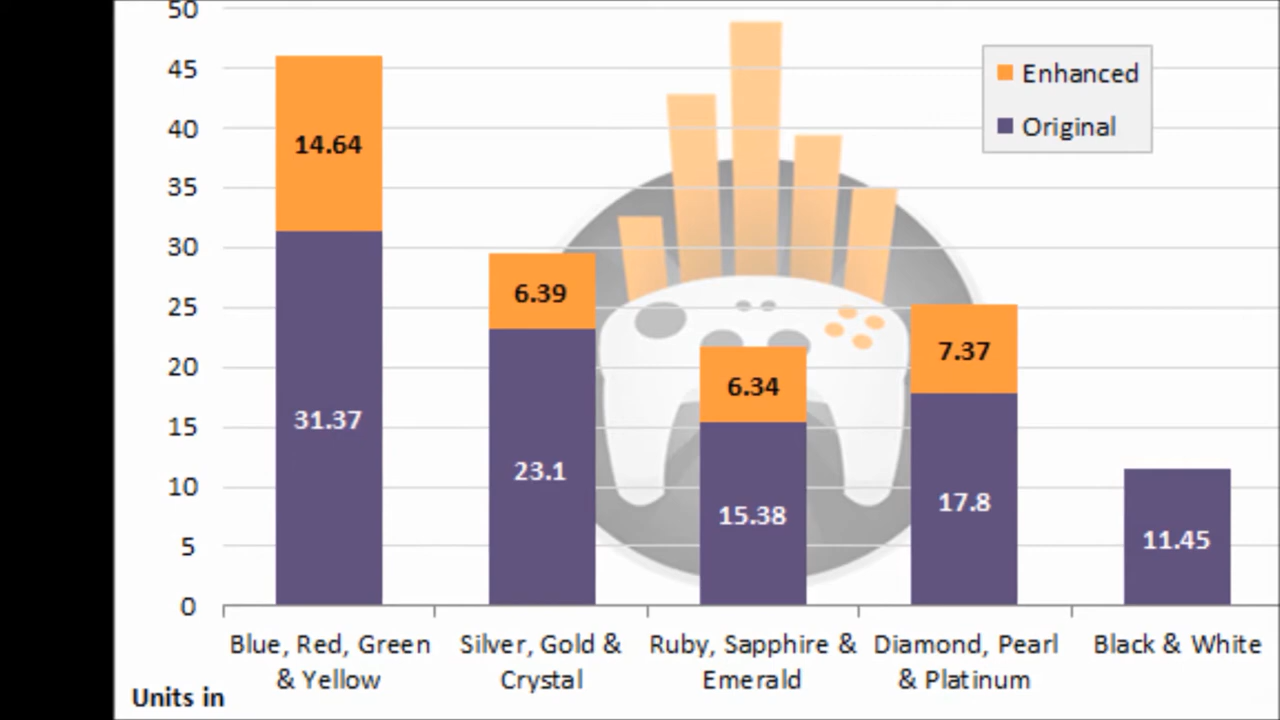 50
45
40
35
30
25
20
15
10
5
0
Enhanced
Original
14.64
31.37
6.39
23.1
6.34
15.38
7.37
17.8
11.45
Blue, Red, Green
& Yellow
Silver, Gold &
Crystal
Ruby, Sapphire &
Emerald
Diamond, Pearl
& Platinum
Black & White
Units in